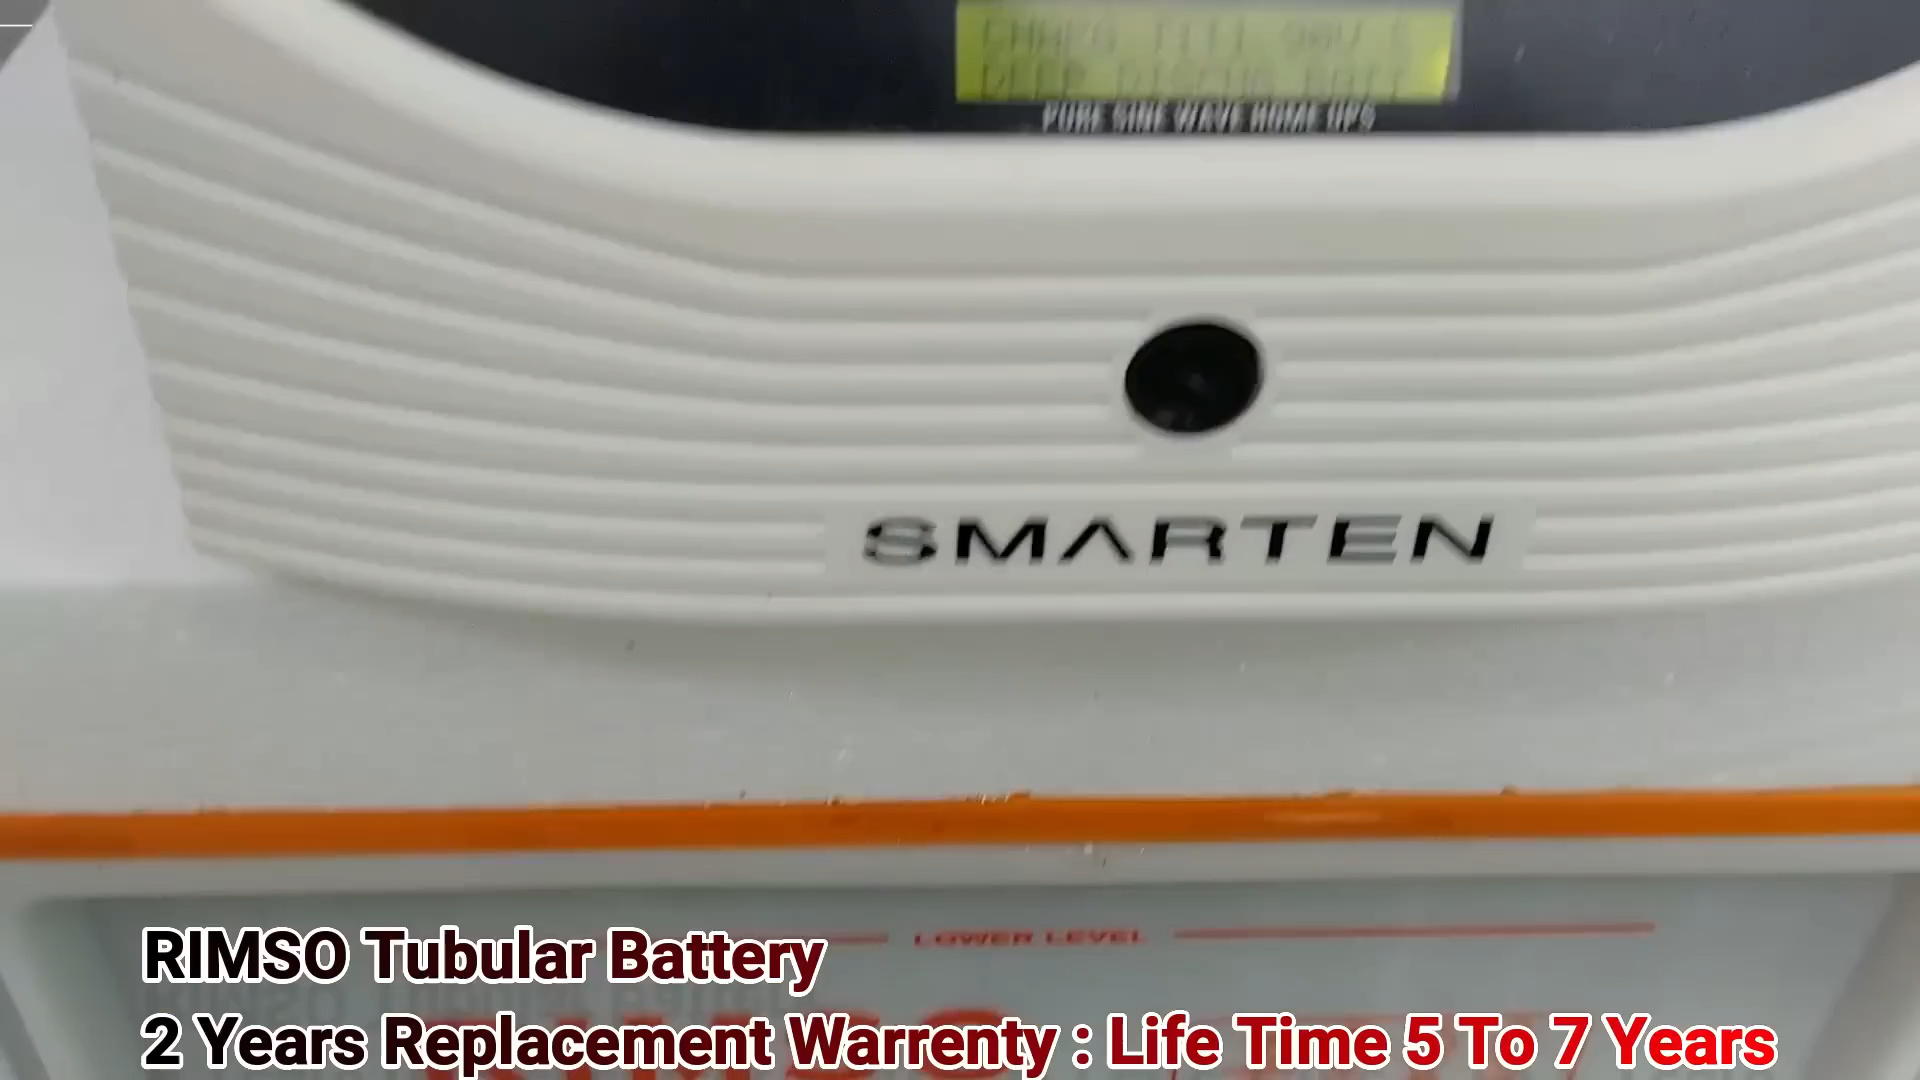 PURE SINE WAVE HOME UPS
SMARTEN
LOWER LEVEL
RIMSO Tubular Battery
2 Years Replacement Warrenty : Life Time 5 To 7 Years